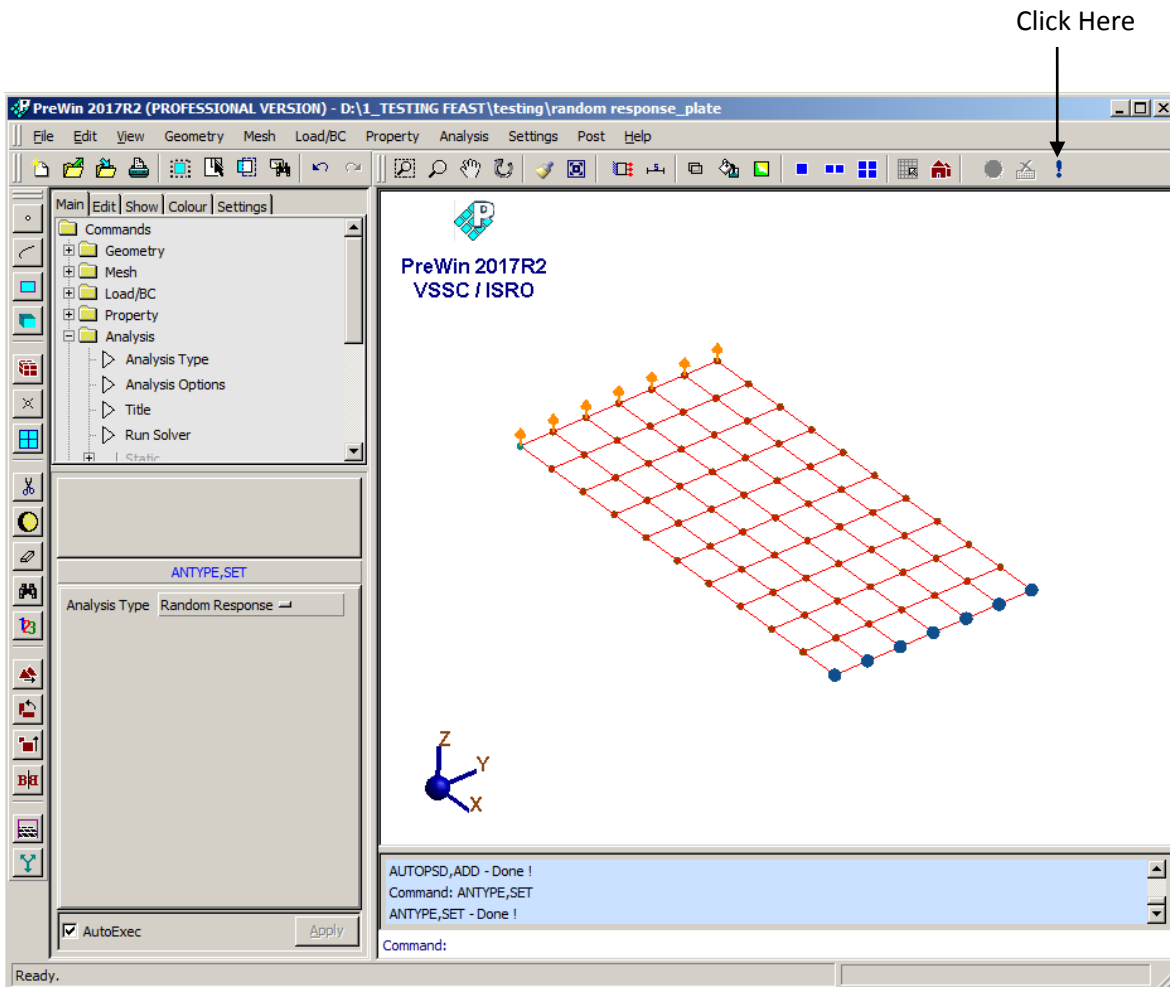 Click Here
PreWin 2017R2 (PROFESSIONAL VERSION) - D:\1_TESTING FEAST\testing\random response_plate
File Edit View Geometry Mesh Load/BC Property Analysis Settings Post Help
Main Edit Show Colour Settings
Commands
Geometry
Mesh
Load/BC
Property
Analysis
Analysis Type
Analysis Options
Title
Run Solver
Static
ANTYPE,SET
Analysis Type Random Response
AutoExec Apply
PreWin 2017R2
VSSC / ISRO
Z
Y
X
AUTOPSD,ADD - Done !
Command: ANTYPE,SET
ANTYPE,SET - Done !
Command:
Ready.